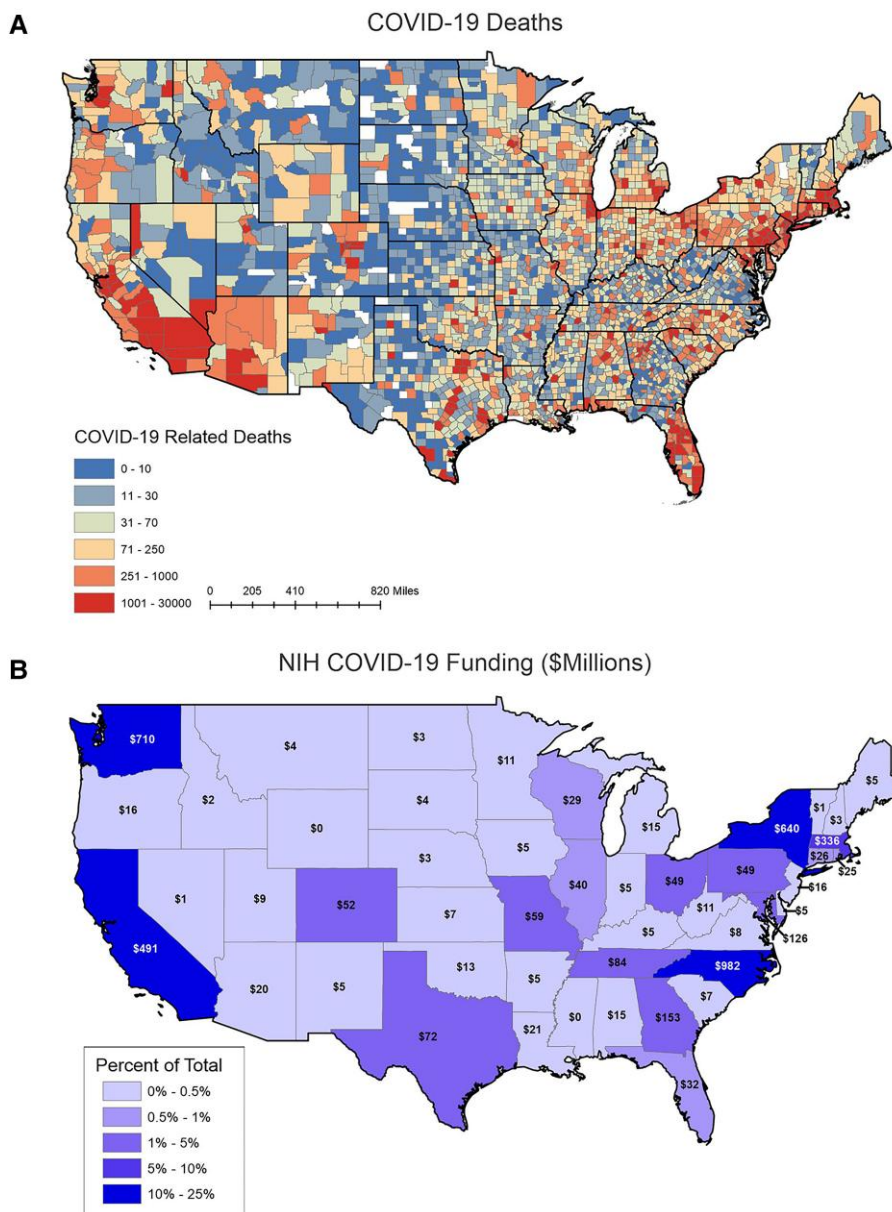 A
COVID-19 Deaths
COVID-19 Related Deaths
0 - 10
11 - 30
31 - 70
71 - 250
251 - 1000
1001 - 30000
0 205 410 820 Miles
B
NIH COVID-19 Funding ($Millions)
$710
$4
$3
$11
$5
$16
$2
$4
$29
$1
$3
$640
$336
$0
$15
$26
$25
$5
$3
$16
$1
$9
$52
$7
$59
$40
$5
$49
$49
$11
$5
$126
$8
$5
$491
$20
$5
$13
$5
$84
$982
$7
$72
$21
$0
$15
$153
$32
Percent of Total
0% - 0.5%
0.5% - 1%
1% - 5%
5% - 10%
10% - 25%